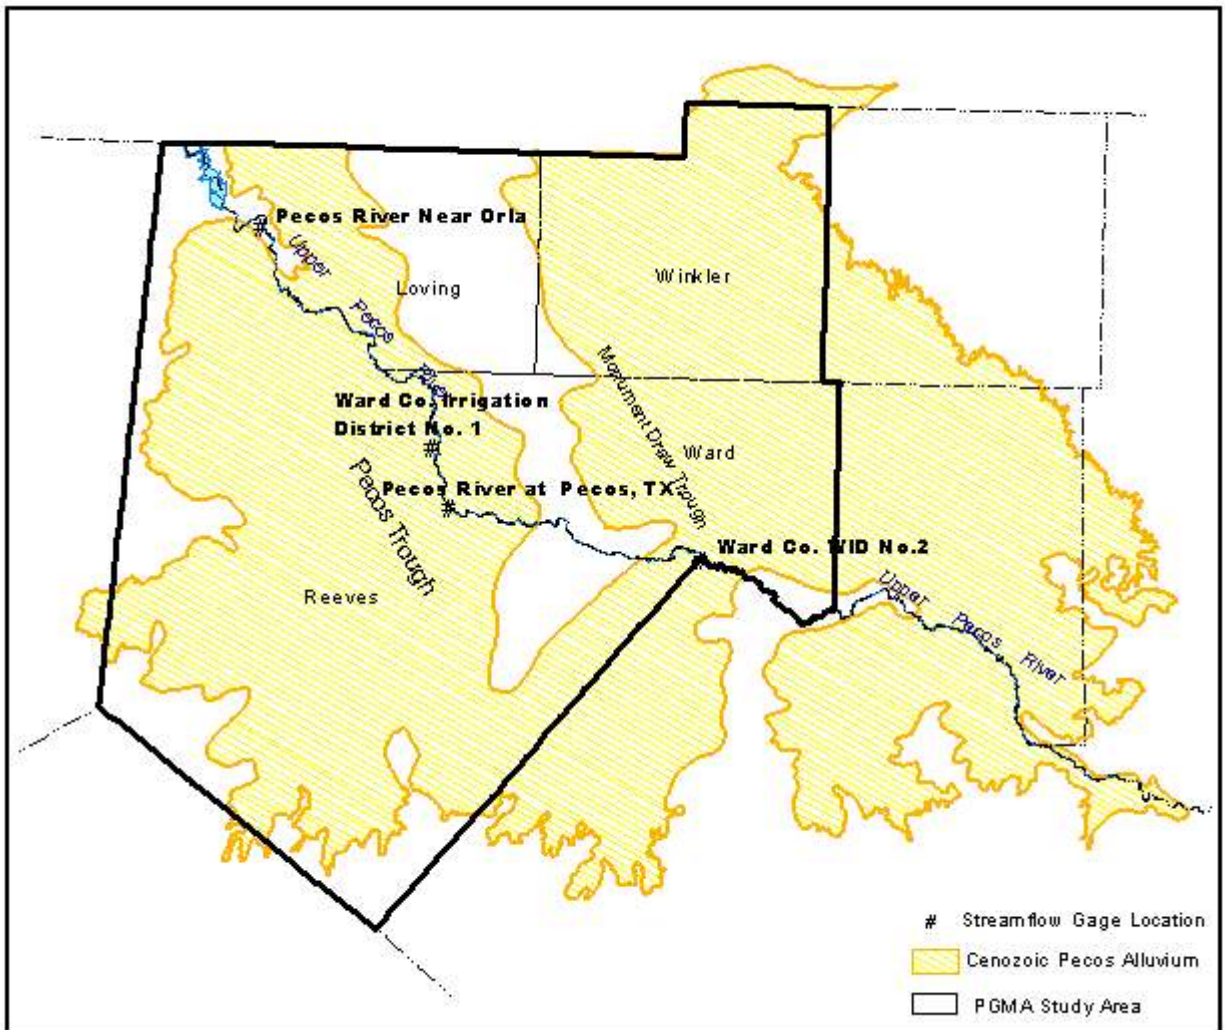 Pecos River Near Orla
Upper
Pecos
River
Loving
Winkler
Ward Co. Irrigation
District No. 1
Monument Draw Trough
Ward
Pecos River at Pecos, TX
Pecos Trough
Ward Co. WID No.2
Reeves
Upper
Pecos
River
# Streamflow Gage Location
Cenozoic Pecos Alluvium
PGMA Study Area